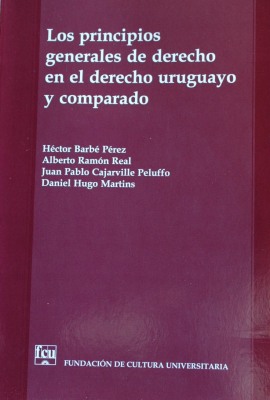 Los principios
generales de derecho
en el derecho uruguayo
y comparado
Héctor Barbé Pérez
Alberto Ramón Real
Juan Pablo Cajarville Peluffo
Daniel Hugo Martins
fcu
FUNDACIÓN DE CULTURA UNIVERSITARIA